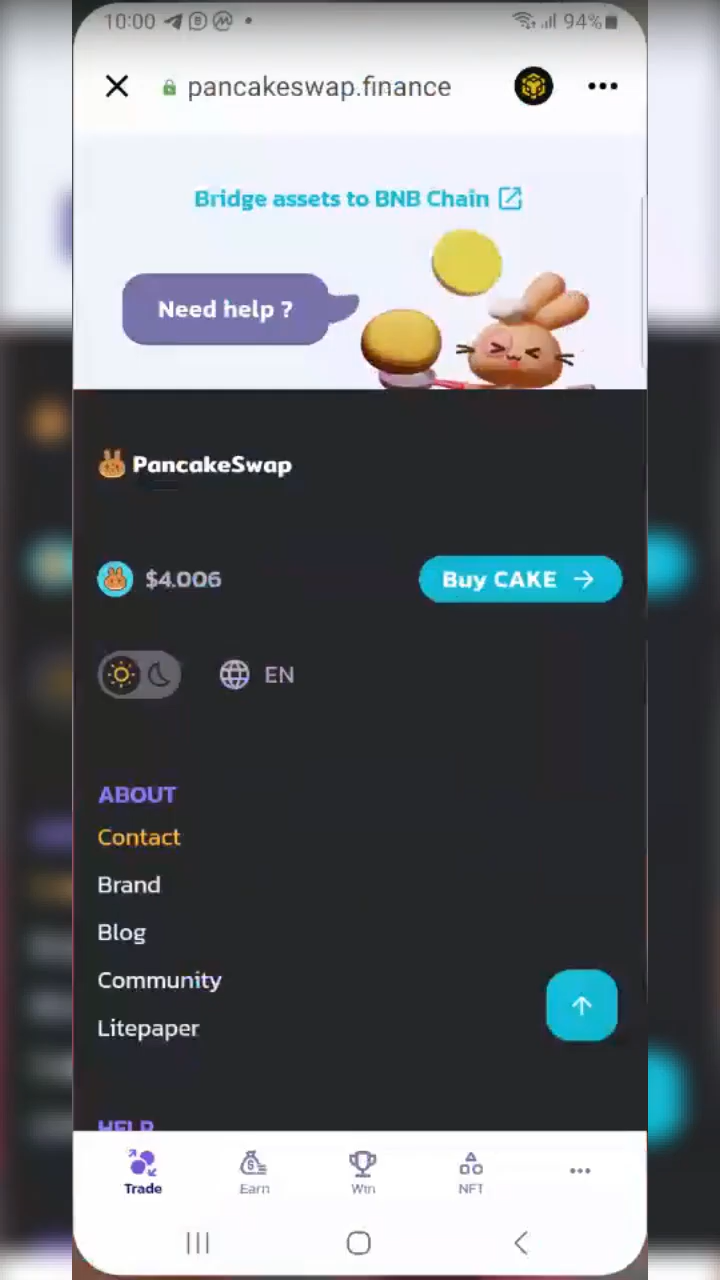 10:00
94%
pancakeswap.finance
Bridge assets to BNB Chain
Need help ?
PancakeSwap
$4.006
Buy CAKE
EN
ABOUT
Contact
Brand
Blog
Community
Litepaper
HELP
Trade
Earn
Win
NFT